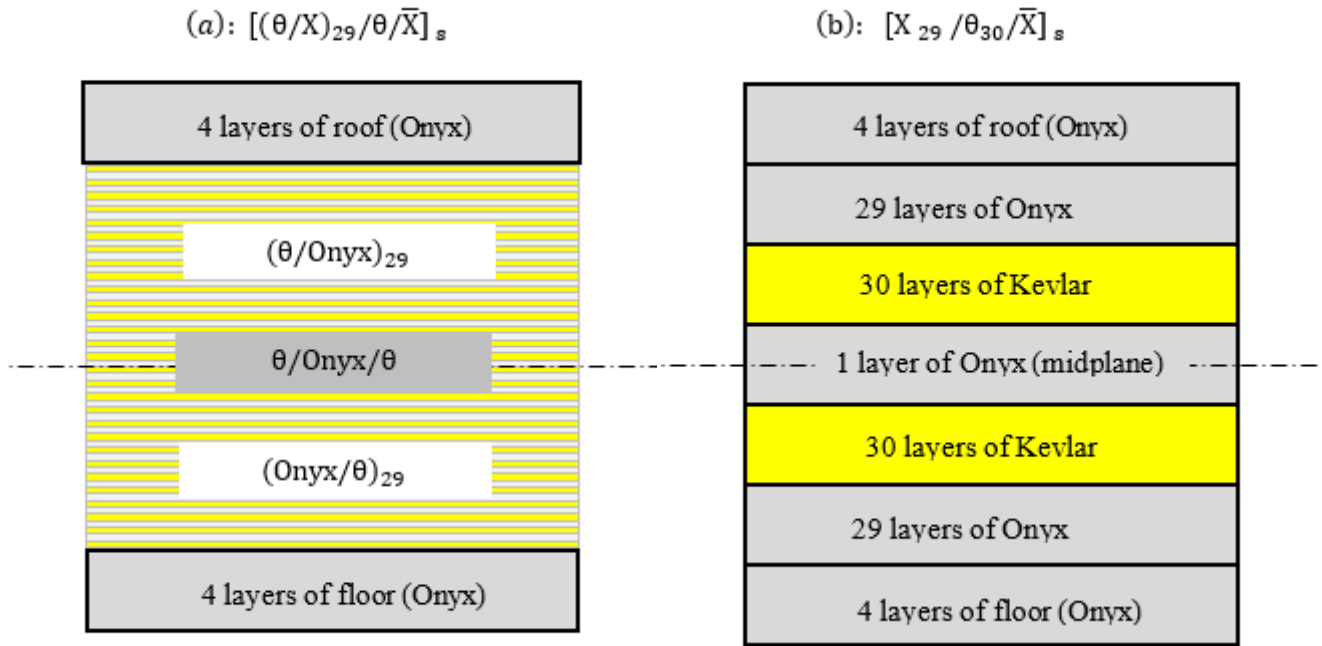 (a): [(θ/X)₂₉/θ/X̅]ₛ
4 layers of roof (Onyx)
(θ/Onyx)₂₉
θ/Onyx/θ
(Onyx/θ)₂₉
4 layers of floor (Onyx)
(b): [X ₂₉ /θ₃₀/X̅]ₛ
4 layers of roof (Onyx)
29 layers of Onyx
30 layers of Kevlar
1 layer of Onyx (midplane)
30 layers of Kevlar
29 layers of Onyx
4 layers of floor (Onyx)